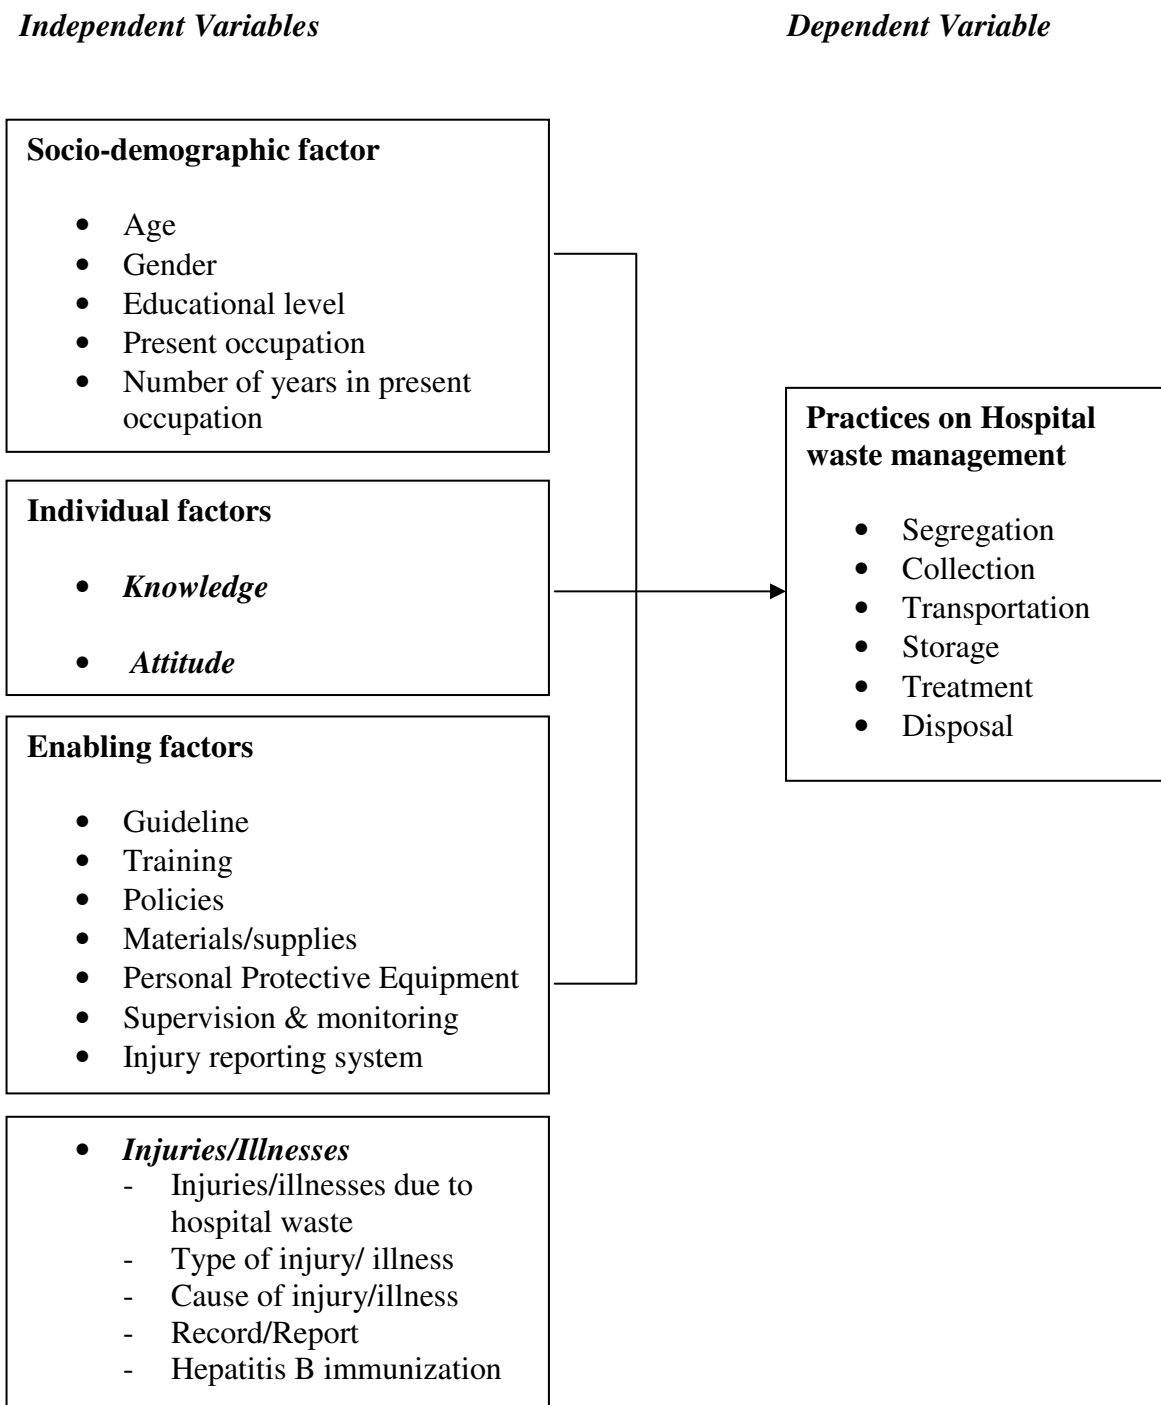 Independent Variables
Dependent Variable
Socio-demographic factor
• Age
• Gender
• Educational level
• Present occupation
• Number of years in present
occupation
Individual factors
• Knowledge
• Attitude
Enabling factors
• Guideline
• Training
• Policies
• Materials/supplies
• Personal Protective Equipment
• Supervision & monitoring
• Injury reporting system
• Injuries/Illnesses
- Injuries/illnesses due to
hospital waste
- Type of injury/ illness
- Cause of injury/illness
- Record/Report
- Hepatitis B immunization
Practices on Hospital
waste management
• Segregation
• Collection
• Transportation
• Storage
• Treatment
• Disposal